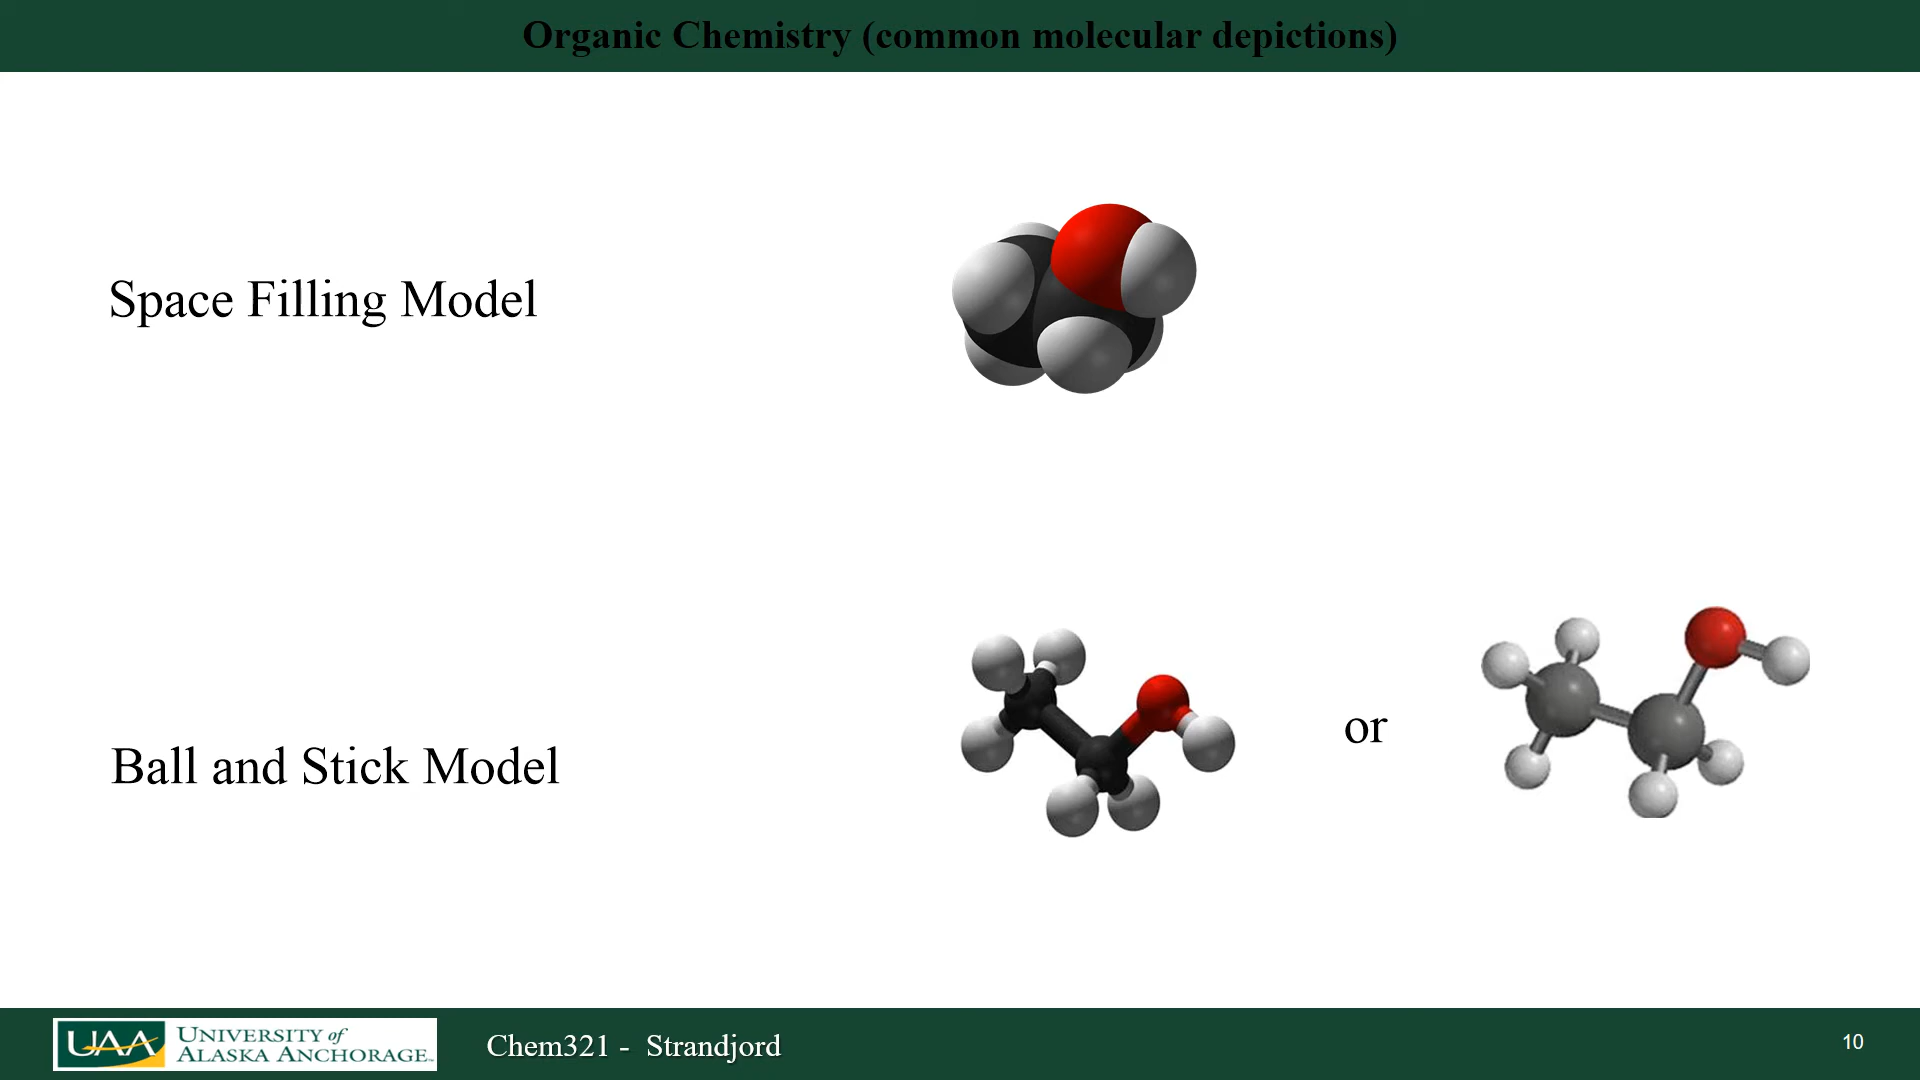 Organic Chemistry (common molecular depictions)
Space Filling Model
or
Ball and Stick Model
UAA
UNIVERSITY of
ALASKA ANCHORAGE™
Chem321 - Strandjord
10